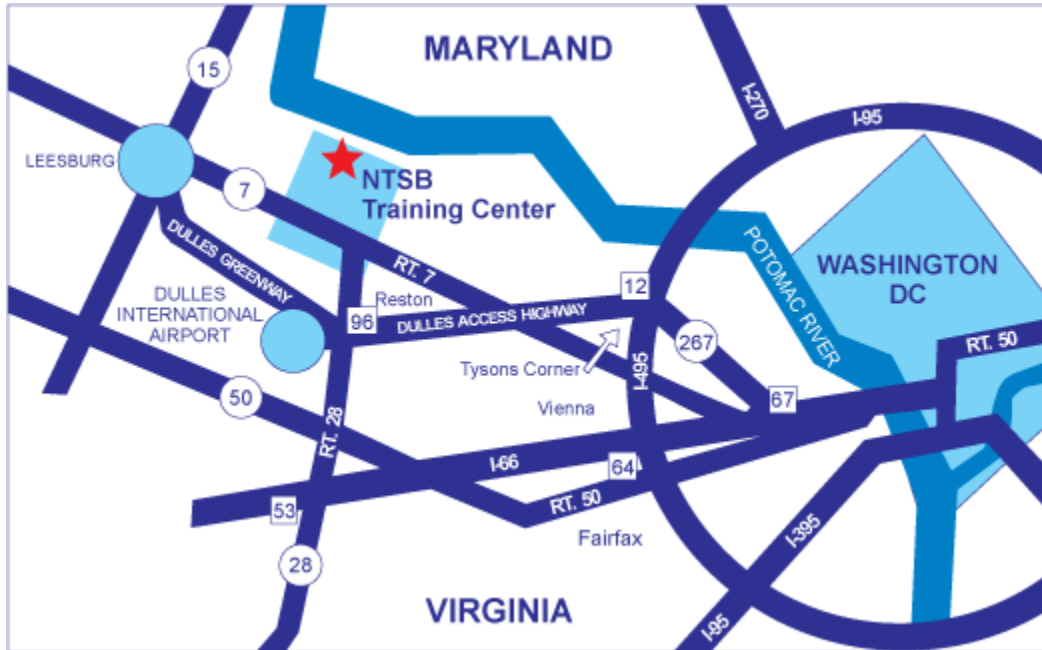 MARYLAND
15
I-270
I-95
LEESBURG
NTSB
Training Center
7
DULLES GREENWAY
RT. 7
POTOMAC RIVER
WASHINGTON
DC
DULLES
INTERNATIONAL
AIRPORT
Reston
12
96
DULLES ACCESS HIGHWAY
267
RT. 50
Tysons Corner
I-495
50
Vienna
67
RT. 28
I-66
64
53
RT. 50
I-395
Fairfax
28
VIRGINIA
I-95